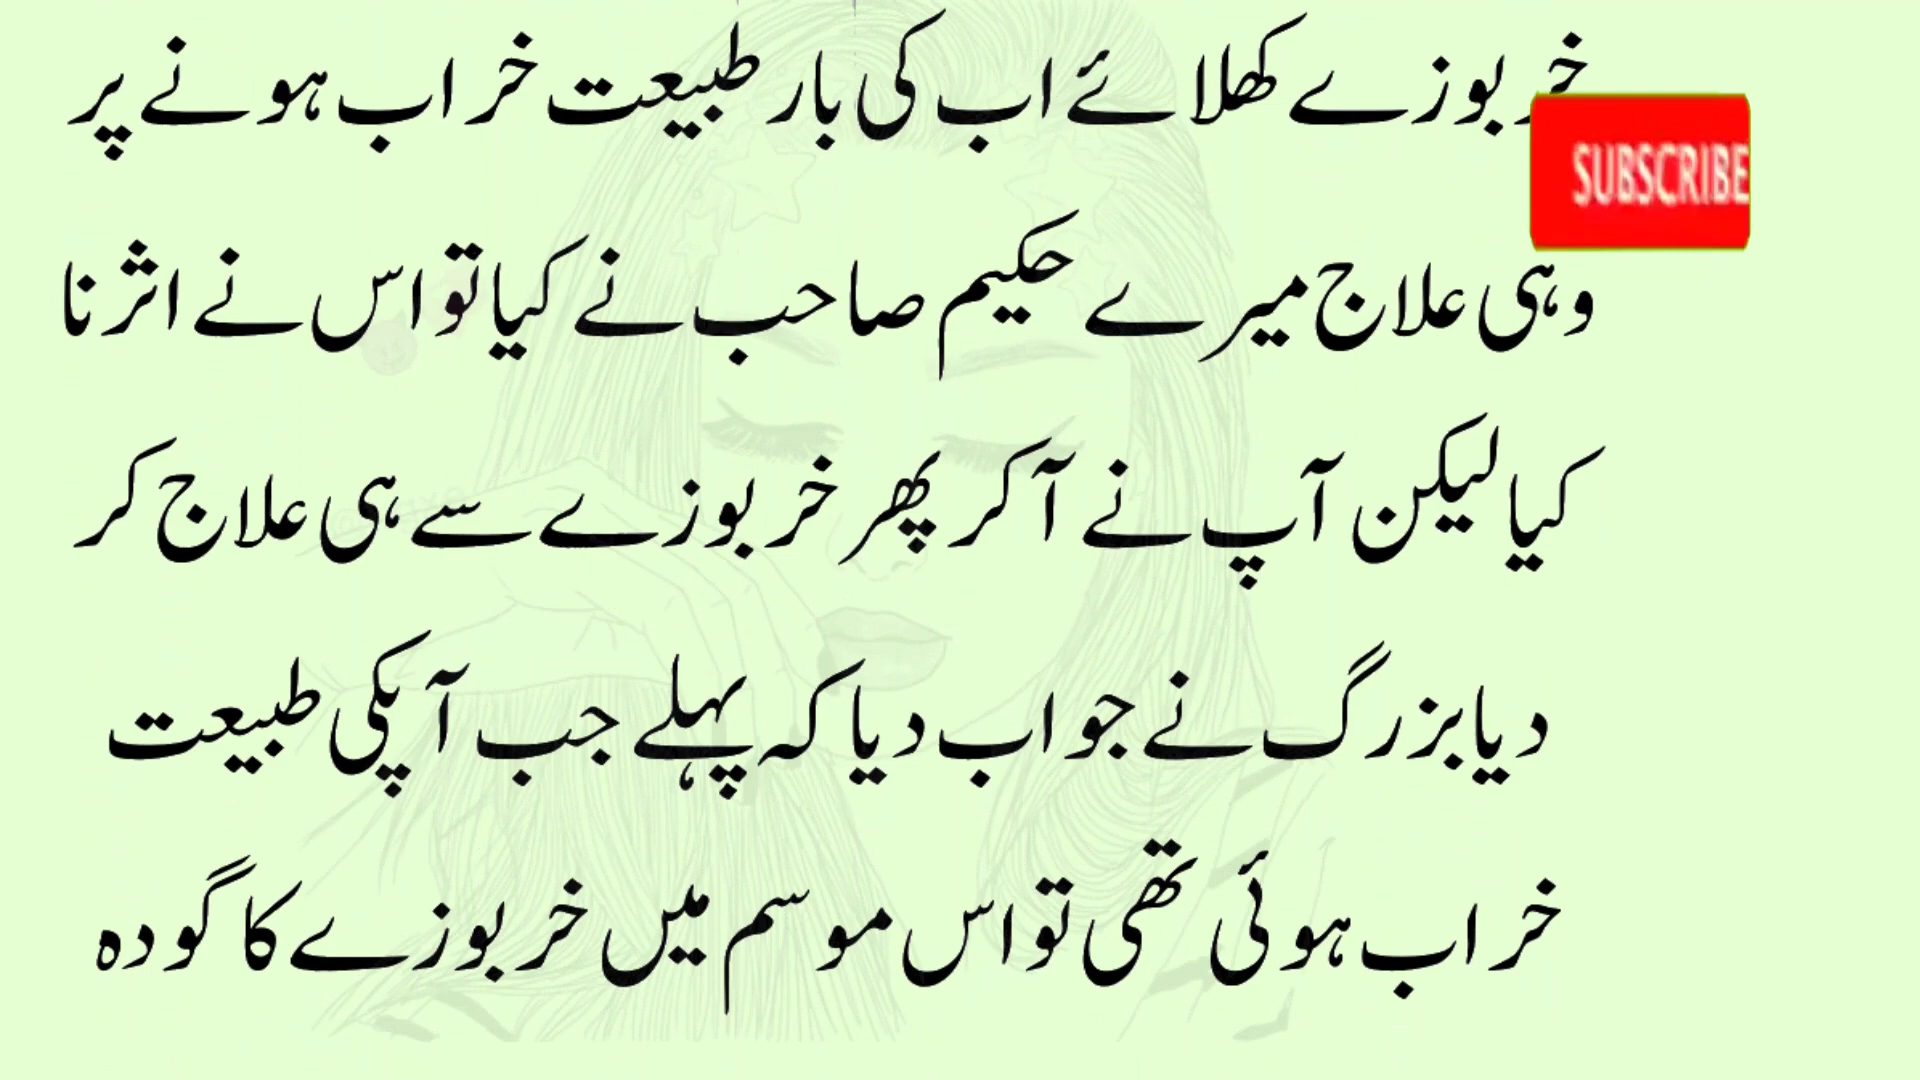 خربوزے کھلائے اب کی بار طبیعت خراب ہونے پر
SUBSCRIBE
وہی علاج میرے حکیم صاحب نے کیا تو اس نے اثر نا
کیا لیکن آپ نے آکر پھر خربوزے سے ہی علاج کر
دیا بزرگ نے جواب دیا کہ پہلے جب آپکی طبیعت
خراب ہوئی تھی تو اس موسم میں خربوزے کا گودہ